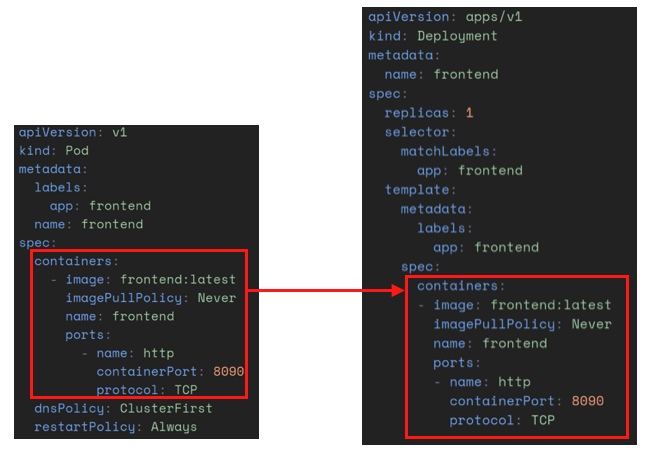 apiVersion: v1
kind: Pod
metadata:
  labels:
    app: frontend
  name: frontend
spec:
  containers:
    - image: frontend:latest
      imagePullPolicy: Never
      name: frontend
      ports:
        - name: http
          containerPort: 8090
          protocol: TCP
  dnsPolicy: ClusterFirst
  restartPolicy: Always
apiVersion: apps/v1
kind: Deployment
metadata:
  name: frontend
spec:
  replicas: 1
  selector:
    matchLabels:
      app: frontend
  template:
    metadata:
      labels:
        app: frontend
    spec:
      containers:
      - image: frontend:latest
        imagePullPolicy: Never
        name: frontend
        ports:
        - name: http
          containerPort: 8090
          protocol: TCP